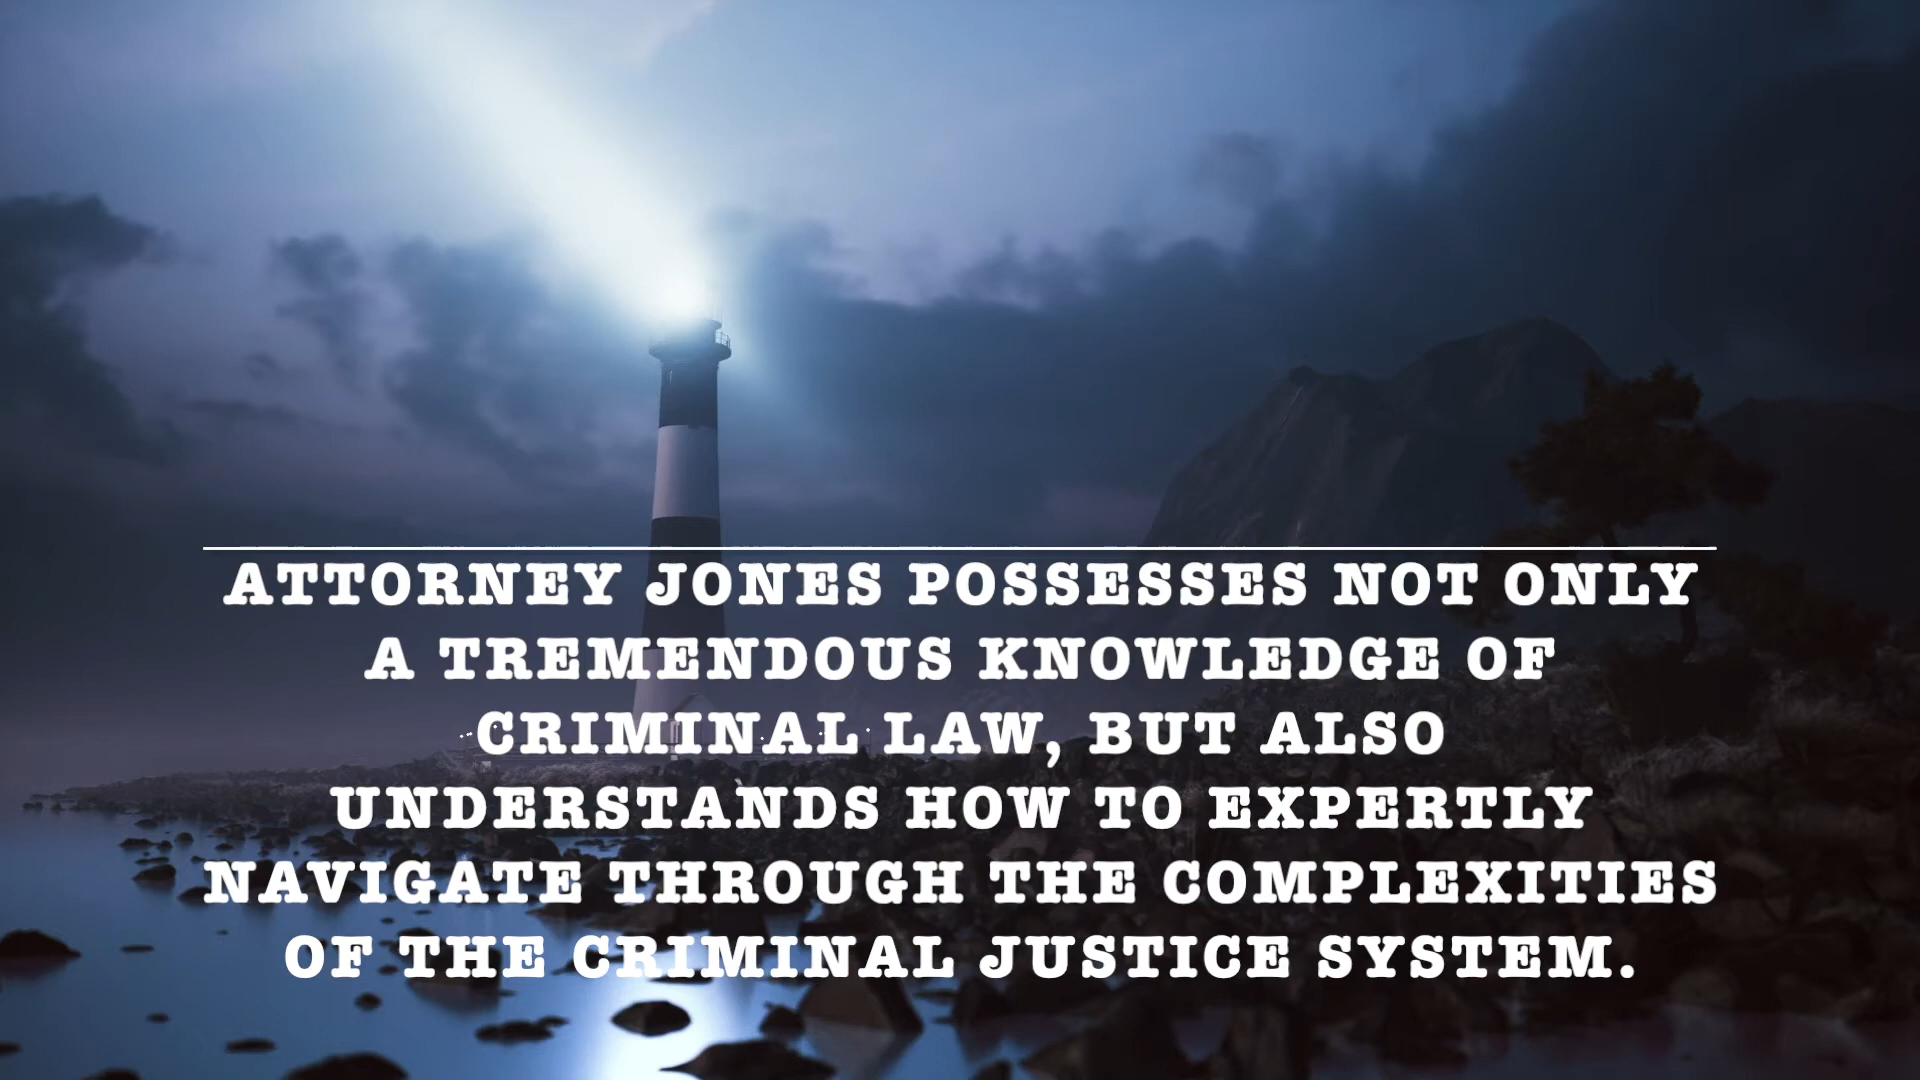 ATTORNEY JONES POSSESSES NOT ONLY
A TREMENDOUS KNOWLEDGE OF
CRIMINAL LAW, BUT ALSO
UNDERSTANDS HOW TO EXPERTLY
NAVIGATE THROUGH THE COMPLEXITIES
OF THE CRIMINAL JUSTICE SYSTEM.